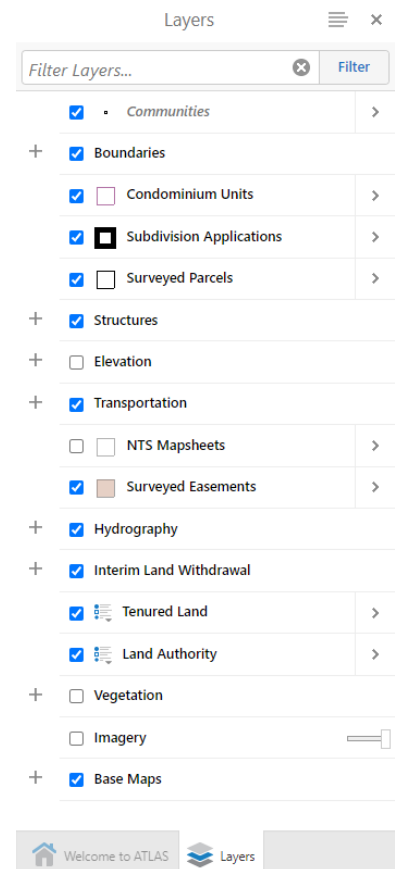 Layers
Filter Layers...
Filter
Communities
Boundaries
Condominium Units
Subdivision Applications
Surveyed Parcels
Structures
Elevation
Transportation
NTS Mapsheets
Surveyed Easements
Hydrography
Interim Land Withdrawal
Tenured Land
Land Authority
Vegetation
Imagery
Base Maps
Welcome to ATLAS
Layers